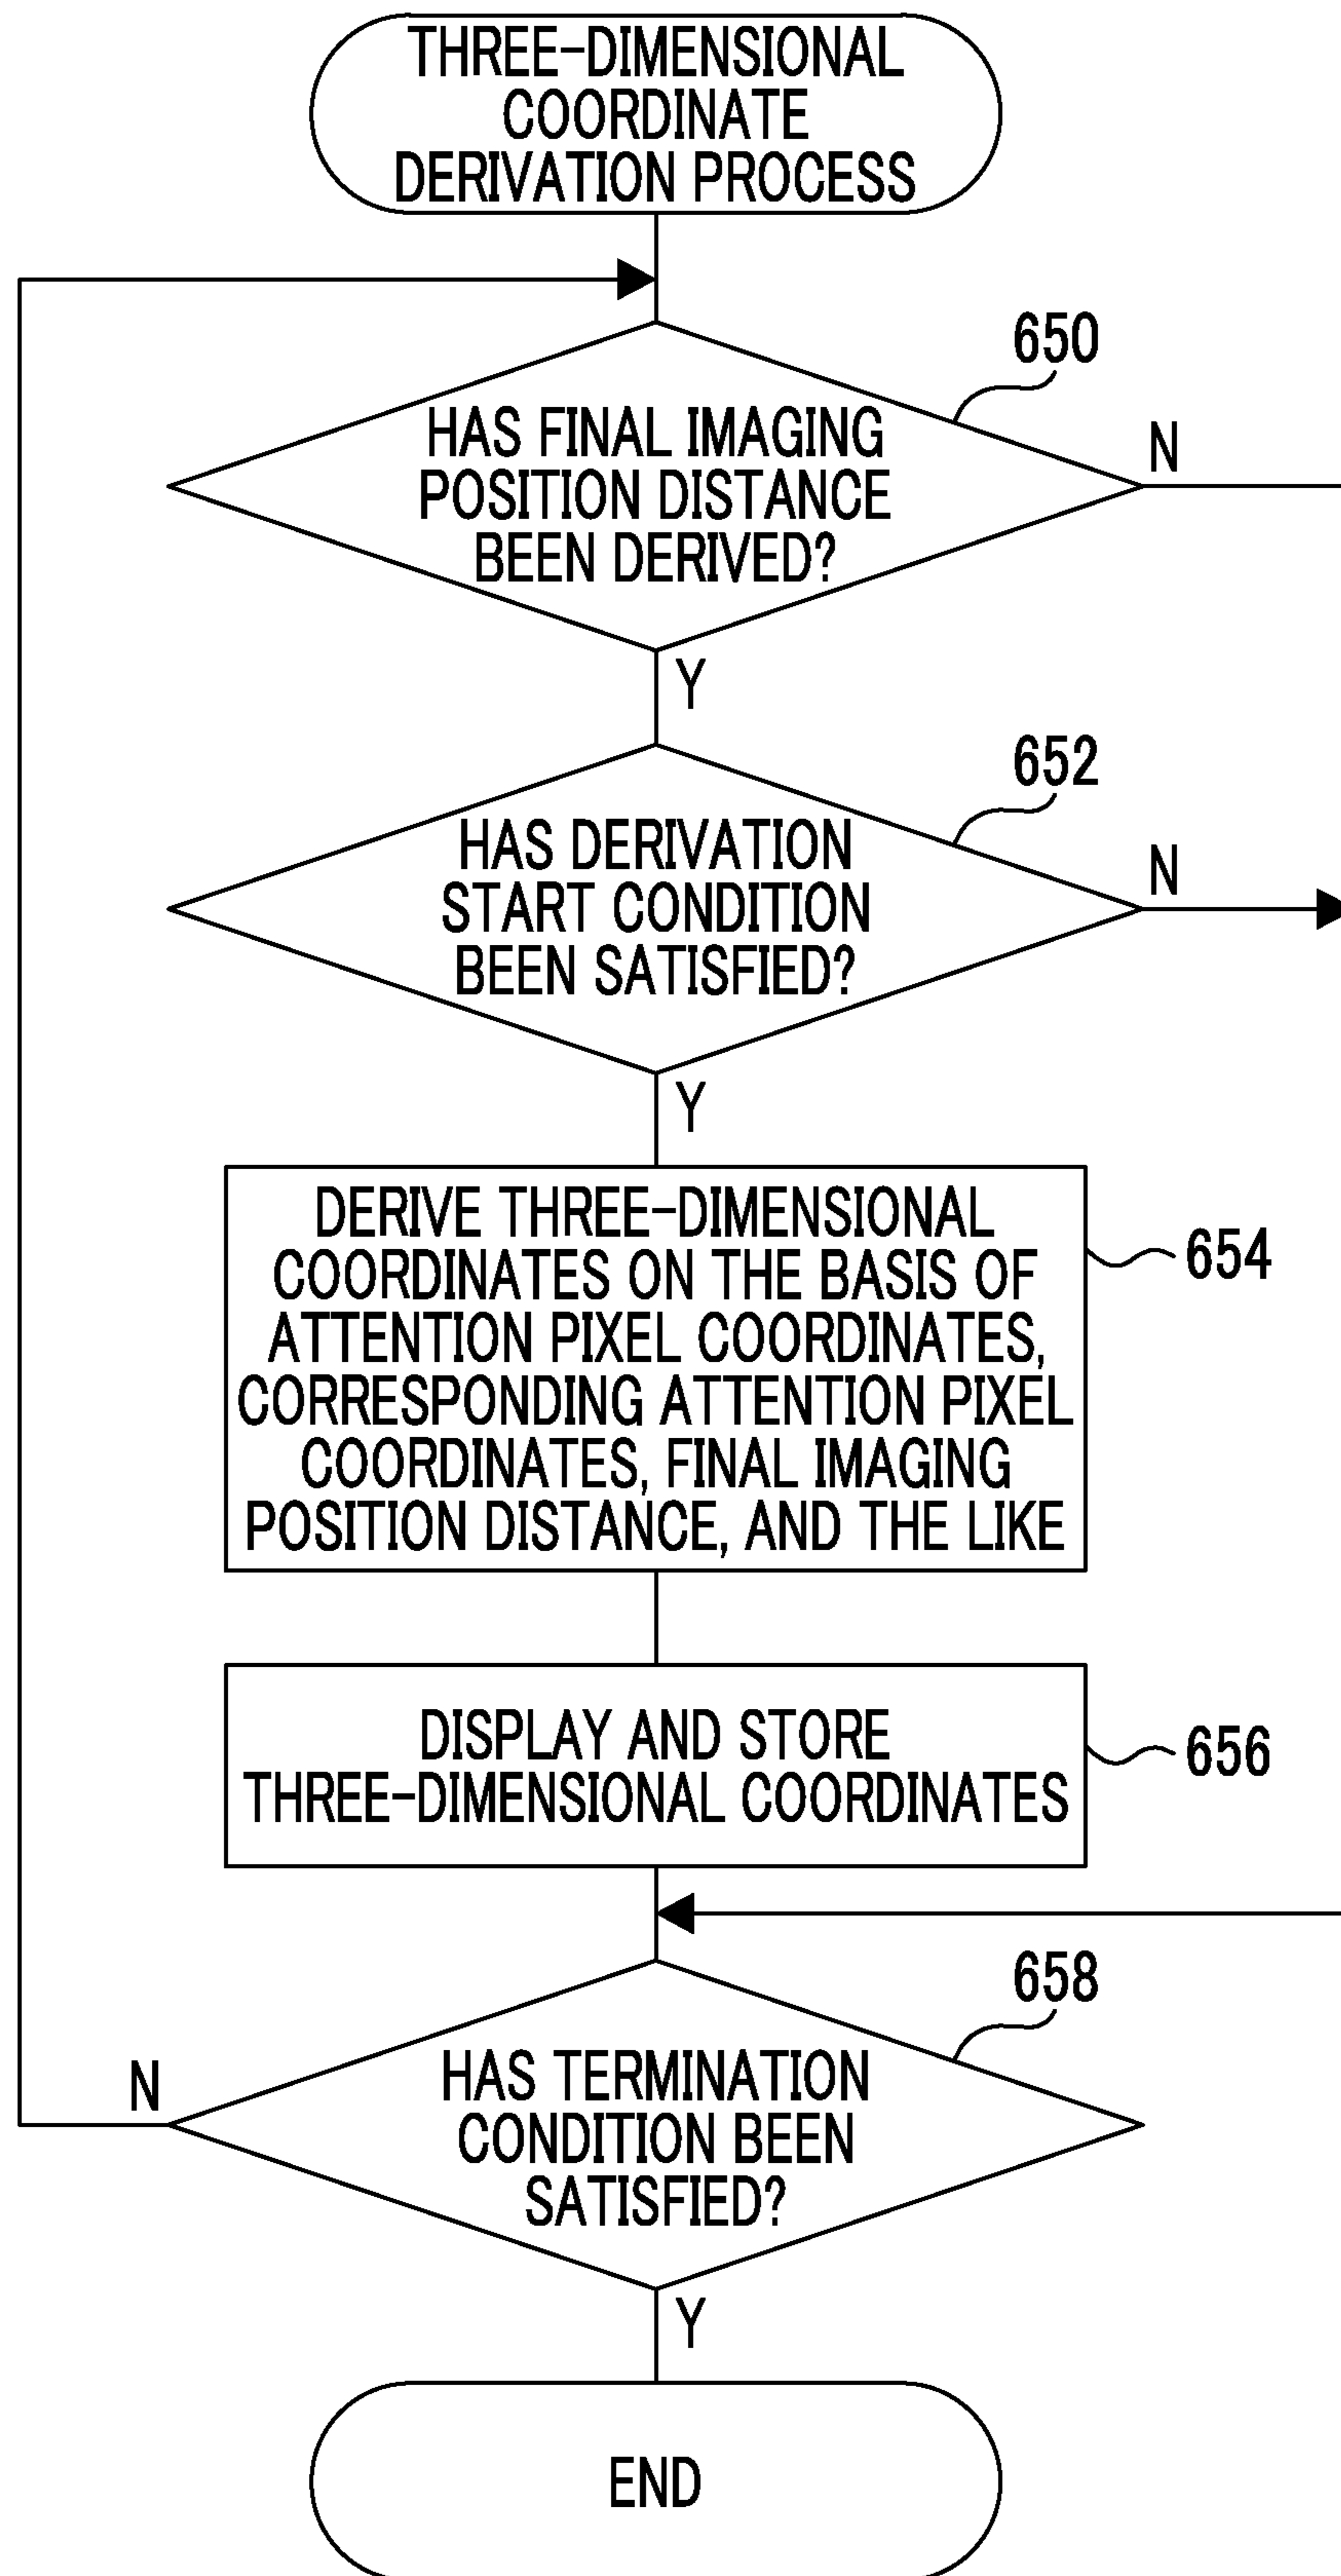 THREE-DIMENSIONAL
COORDINATE
DERIVATION PROCESS
650
HAS FINAL IMAGING
POSITION DISTANCE
BEEN DERIVED?
N
Y
652
HAS DERIVATION
START CONDITION
BEEN SATISFIED?
N
Y
DERIVE THREE-DIMENSIONAL
COORDINATES ON THE BASIS OF
ATTENTION PIXEL COORDINATES,
CORRESPONDING ATTENTION PIXEL
COORDINATES, FINAL IMAGING
POSITION DISTANCE, AND THE LIKE
654
DISPLAY AND STORE
THREE-DIMENSIONAL COORDINATES
656
658
HAS TERMINATION
CONDITION BEEN
SATISFIED?
N
Y
END